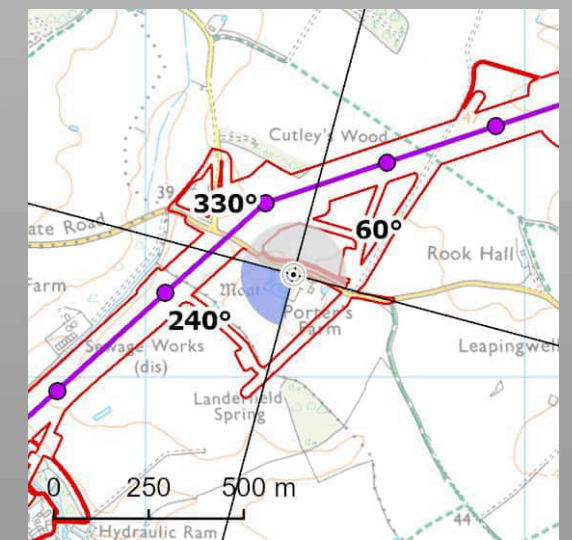 Cutley's Wood
39
330°
60°
ate Road
Rook Hall
Farm
Moat
240°
Porter's
Farm
Sewage Works
(dis)
Leapingwel
Landerfield
Spring
0 250 500 m
44
Hydraulic Ram